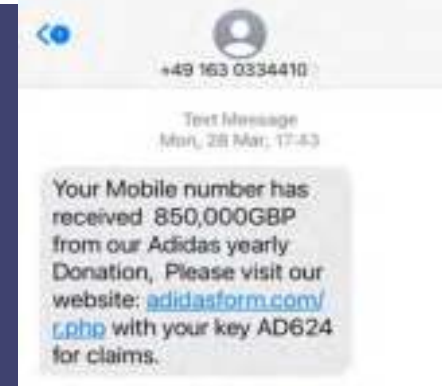 +49 163 0334410
Text Message
Mon, 28 Mar, 17:43
Your Mobile number has
received 850,000GBP
from our Adidas yearly
Donation, Please visit our
website: adidasform.com/
r.php with your key AD624
for claims.